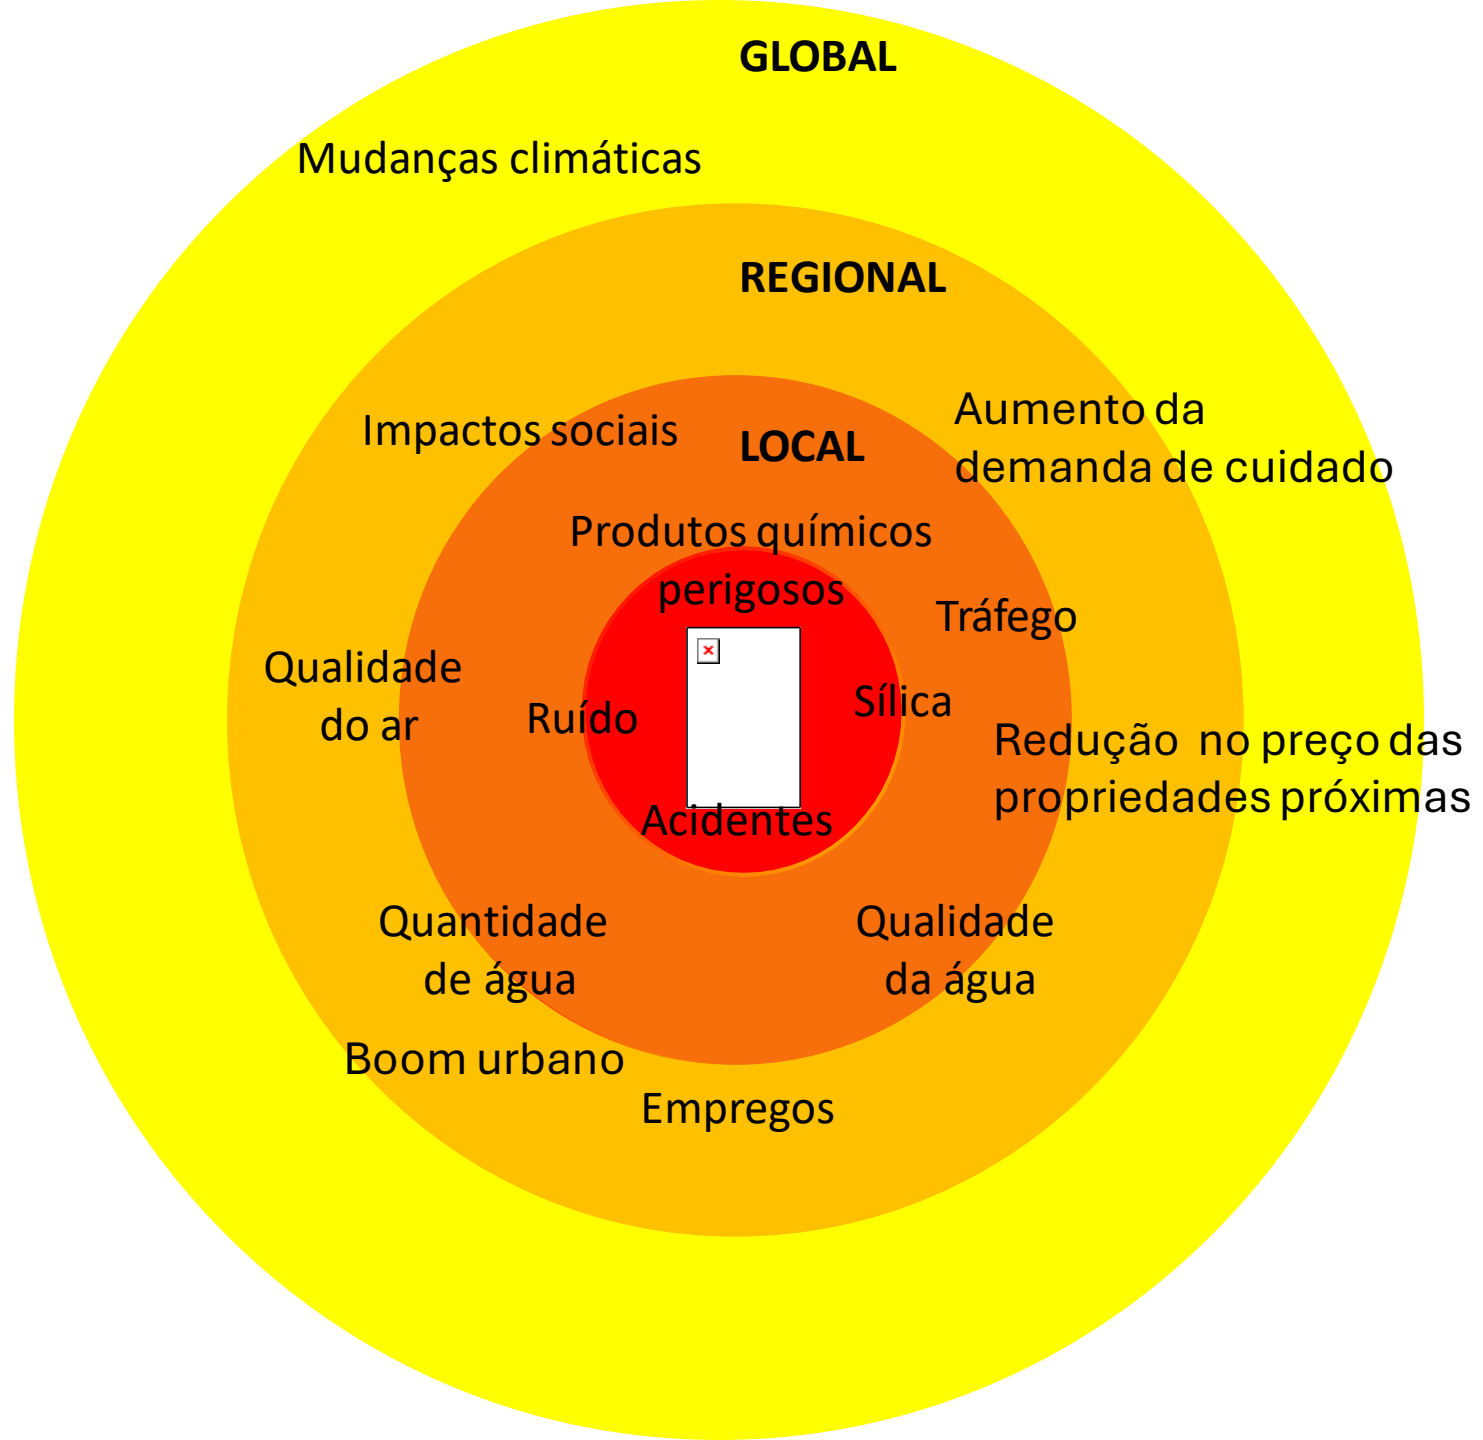 GLOBAL
Mudanças climáticas
REGIONAL
Impactos sociais
LOCAL
Aumento da
demanda de cuidado
Produtos químicos
perigosos
Tráfego
Qualidade
do ar
Ruído
Sílica
Redução no preço das
propriedades próximas
Acidentes
Quantidade
de água
Qualidade
da água
Boom urbano
Empregos